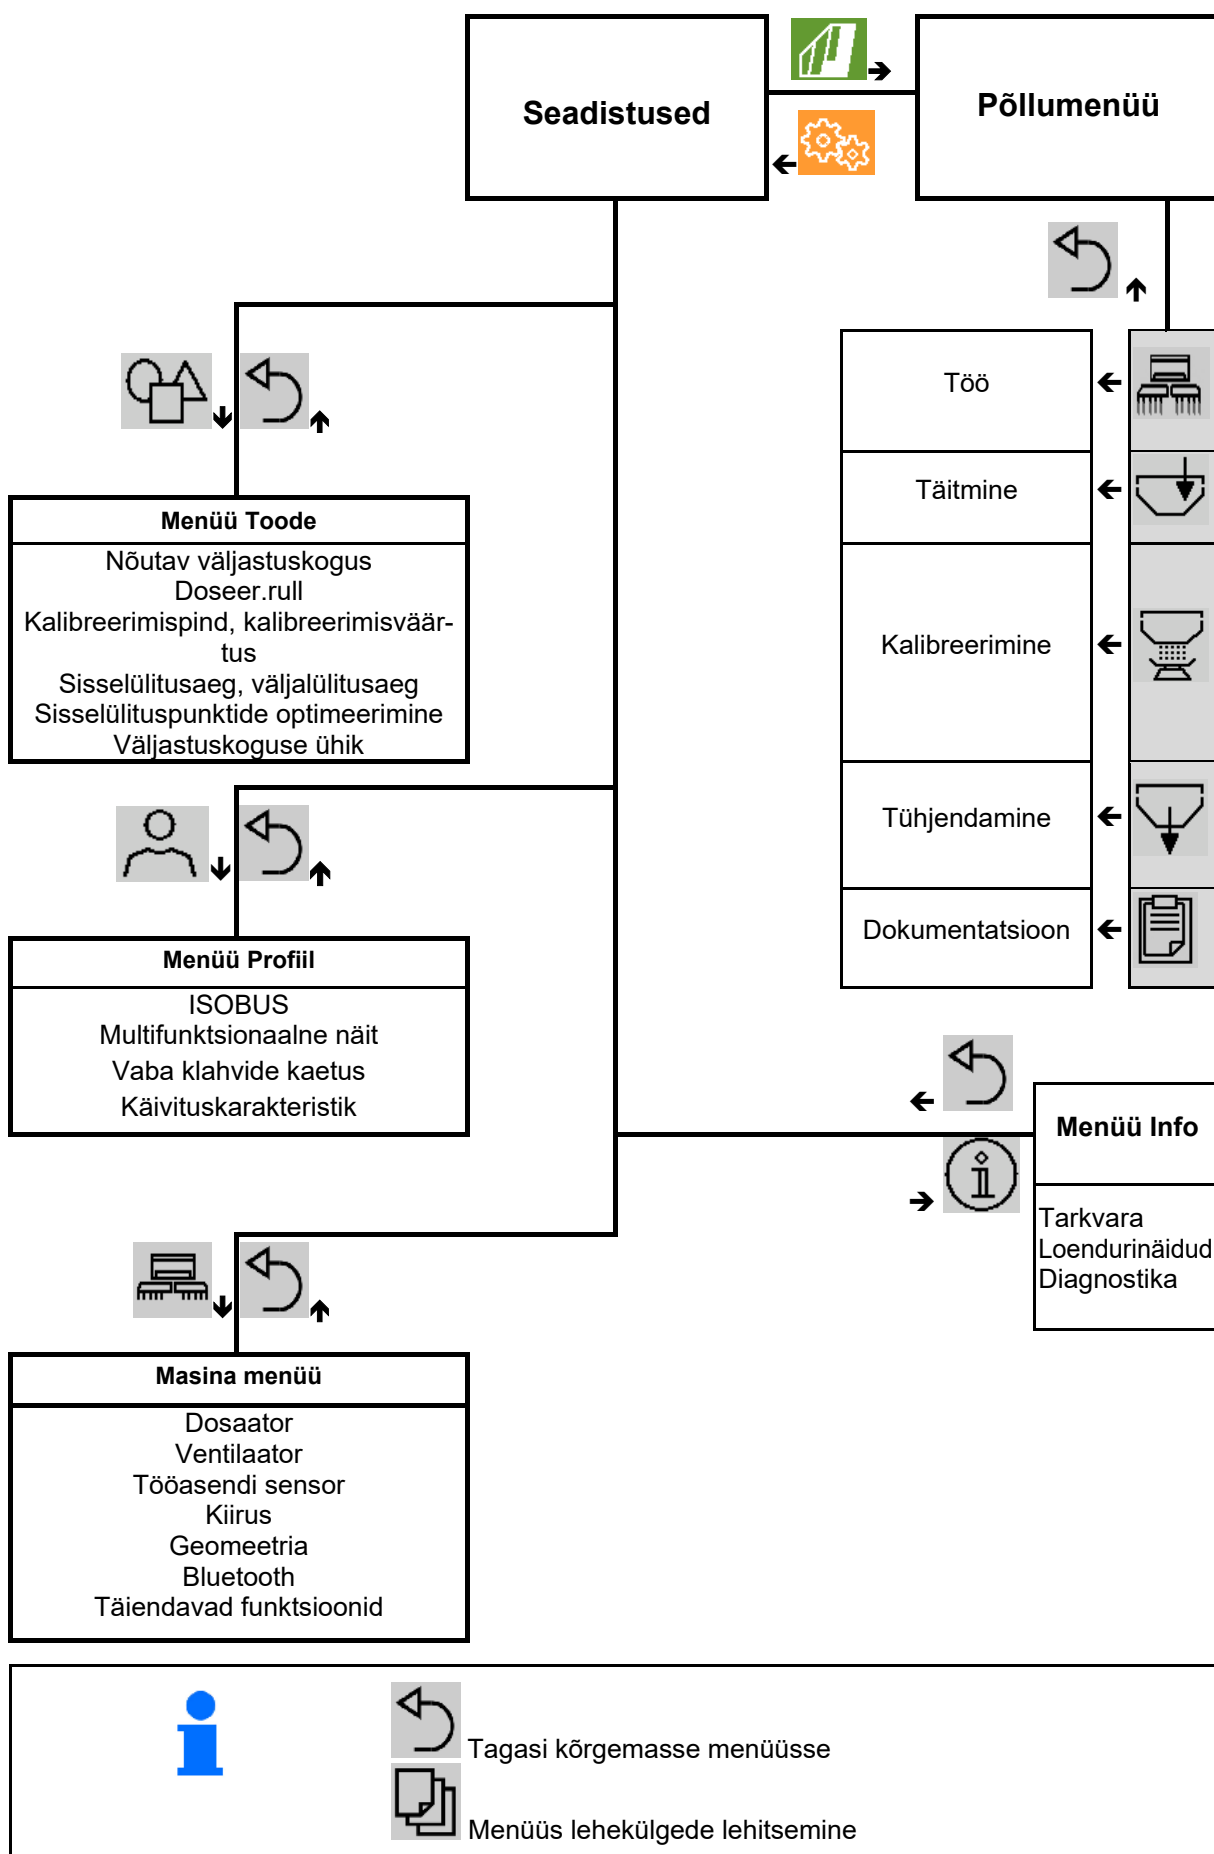 Seadistused
Põllumenüü
Töö
Täitmine
Kalibreerimine
Tühjendamine
Dokumentatsioon
Menüü Toode
Nõutav väljastuskogus
Doseer.rull
Kalibreerimispind, kalibreerimisväär-
tus
Sisselülitusaeg, väljalülitusaeg
Sisselülituspunktide optimeerimine
Väljastuskoguse ühik
Menüü Profiil
ISOBUS
Multifunktsionaalne näit
Vaba klahvide kaetus
Käivituskarakteristik
Menüü Info
Tarkvara
Loendurinäidud
Diagnostika
Masina menüü
Dosaator
Ventilaator
Tööasendi sensor
Kiirus
Geomeetria
Bluetooth
Täiendavad funktsioonid
Tagasi kõrgemasse menüüsse
Menüüs lehekülgede lehitsemine